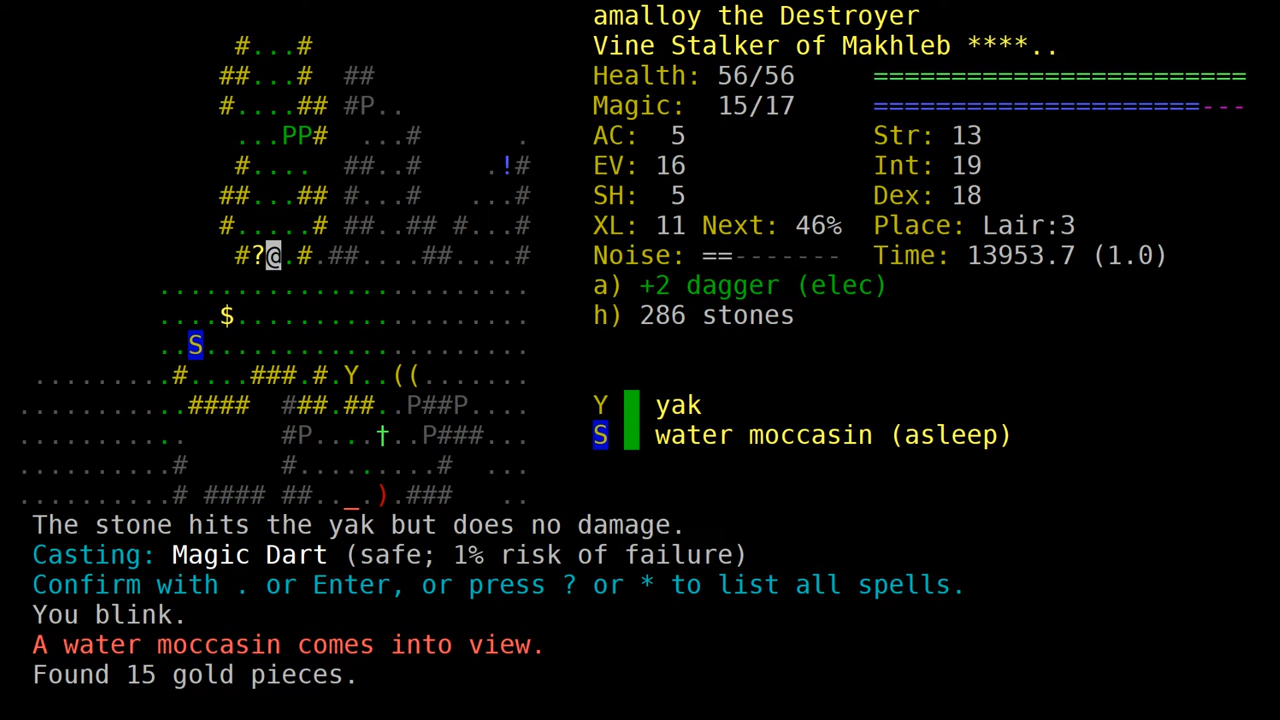 amalloy the Destroyer
Vine Stalker of Makhleb ****..
#...#
##...# ## Health: 56/56 ========================
#....## #P.. Magic: 15/17 =====================---
...PP# ...# . AC: 5 Str: 13
#.... ##..# .!# EV: 16 Int: 19
##...## #...# ...# SH: 5 Dex: 18
#.....# ##..## #...# XL: 11 Next: 46% Place: Lair:3
#?@.#.##....##....# Noise: ==------- Time: 13953.7 (1.0)
........................ a) +2 dagger (elec)
....$................... h) 286 stones
..S.....................
..........#....###.#.Y..((.......
...........#### ###.##..P##P....
........... #P...†..P###...
..........# #.........# ...
..........# #### ##.._.).### ..
Y yak
S water moccasin (asleep)
The stone hits the yak but does no damage.
Casting: Magic Dart (safe; 1% risk of failure)
Confirm with . or Enter, or press ? or * to list all spells.
You blink.
A water moccasin comes into view.
Found 15 gold pieces.